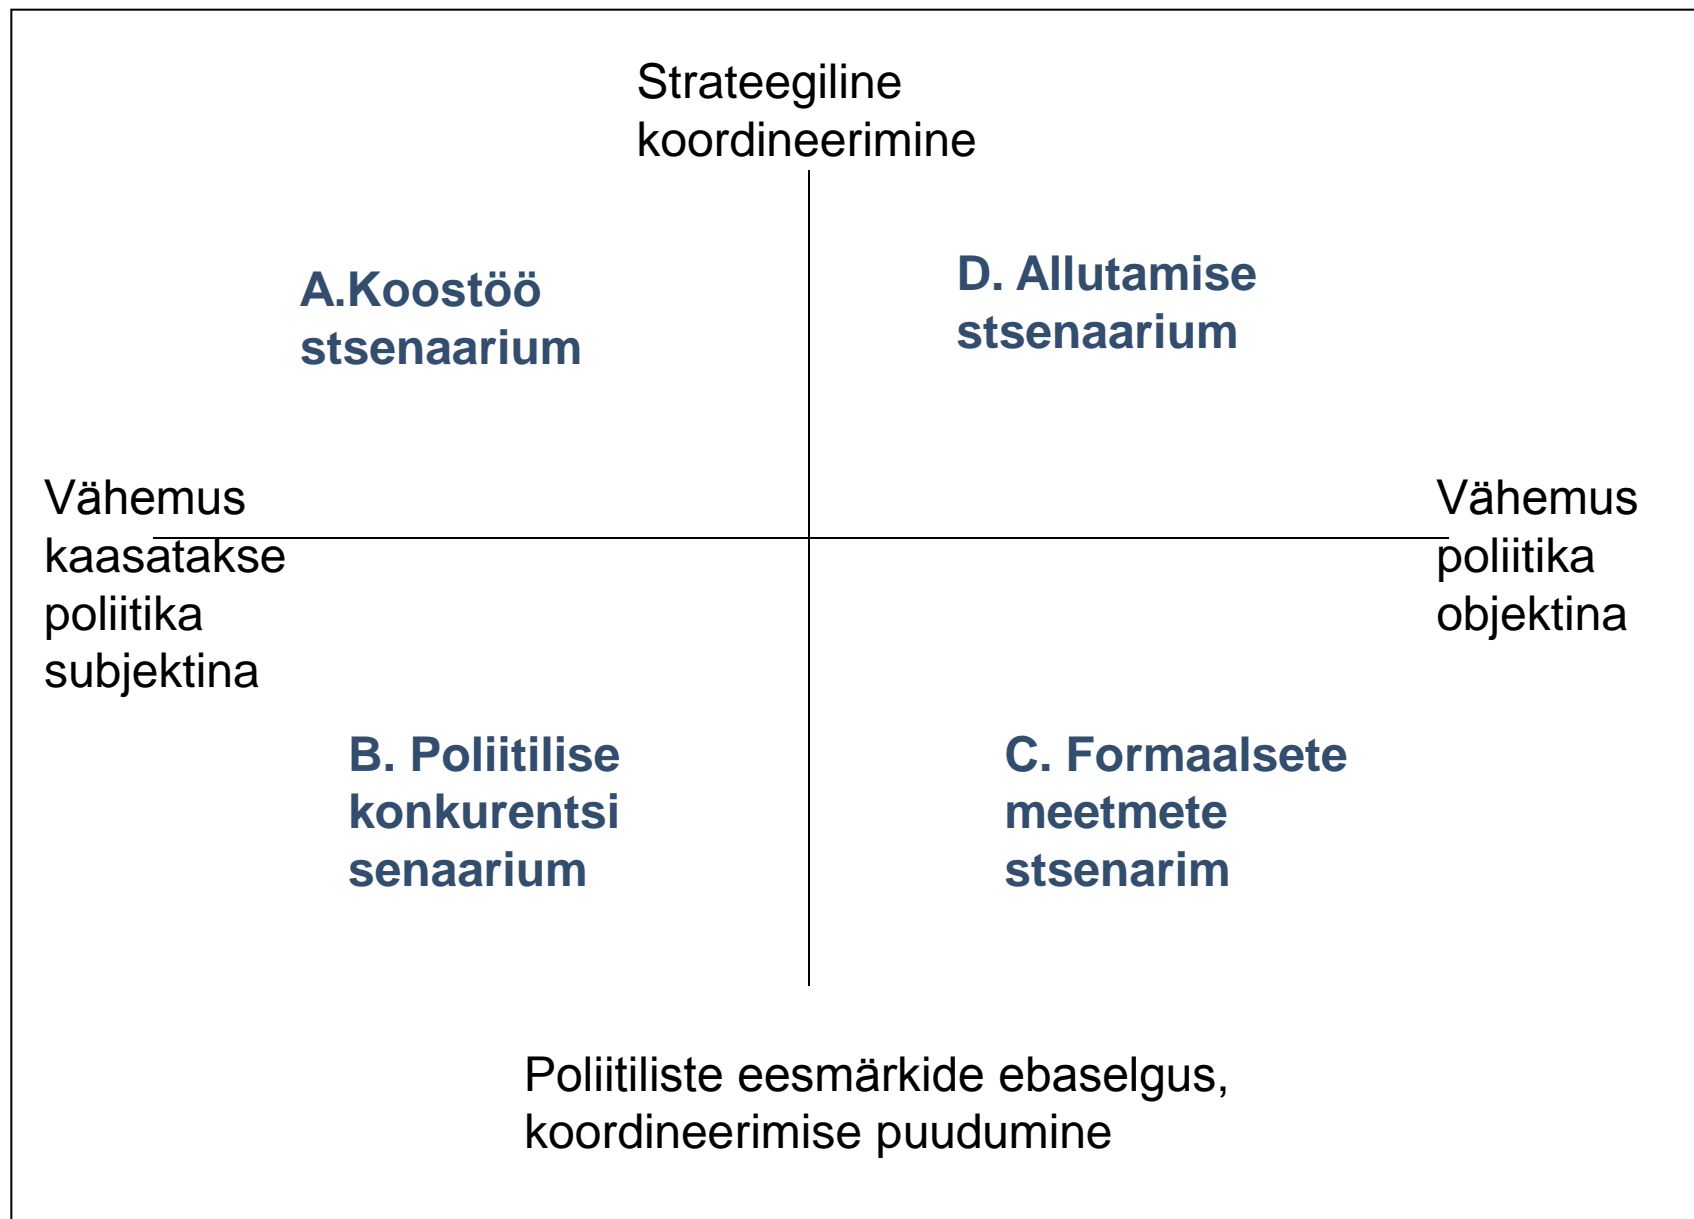 Strateegiline
koordineerimine
A.Koostöö
stsenaarium
D. Allutamise
stsenaarium
Vähemus
kaasatakse
poliitika
subjektina
Vähemus
poliitika
objektina
B. Poliitilise
konkurentsi
senaarium
C. Formaalsete
meetmete
stsenarim
Poliitiliste eesmärkide ebaselgus,
koordineerimise puudumine